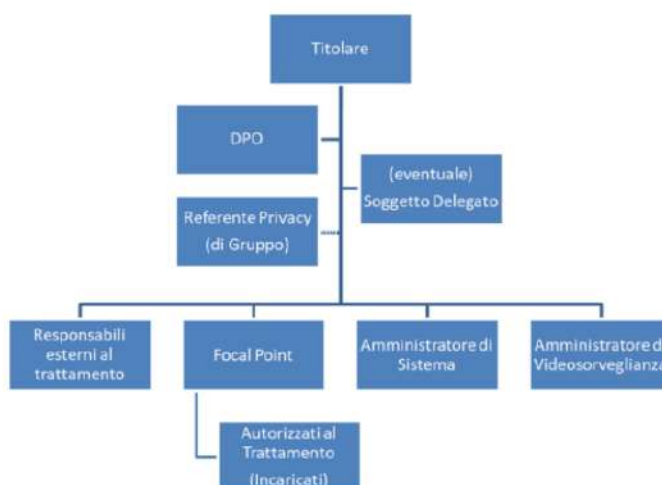 Titolare
DPO
(eventuale)
Soggetto Delegato
Referente Privacy
(di Gruppo)
Responsabili
esterni al
trattamento
Focal Point
Amministratore di
Sistema
Amministratore di
Videosorveglianza
Autorizzati al
Trattamento
(Incaricati)